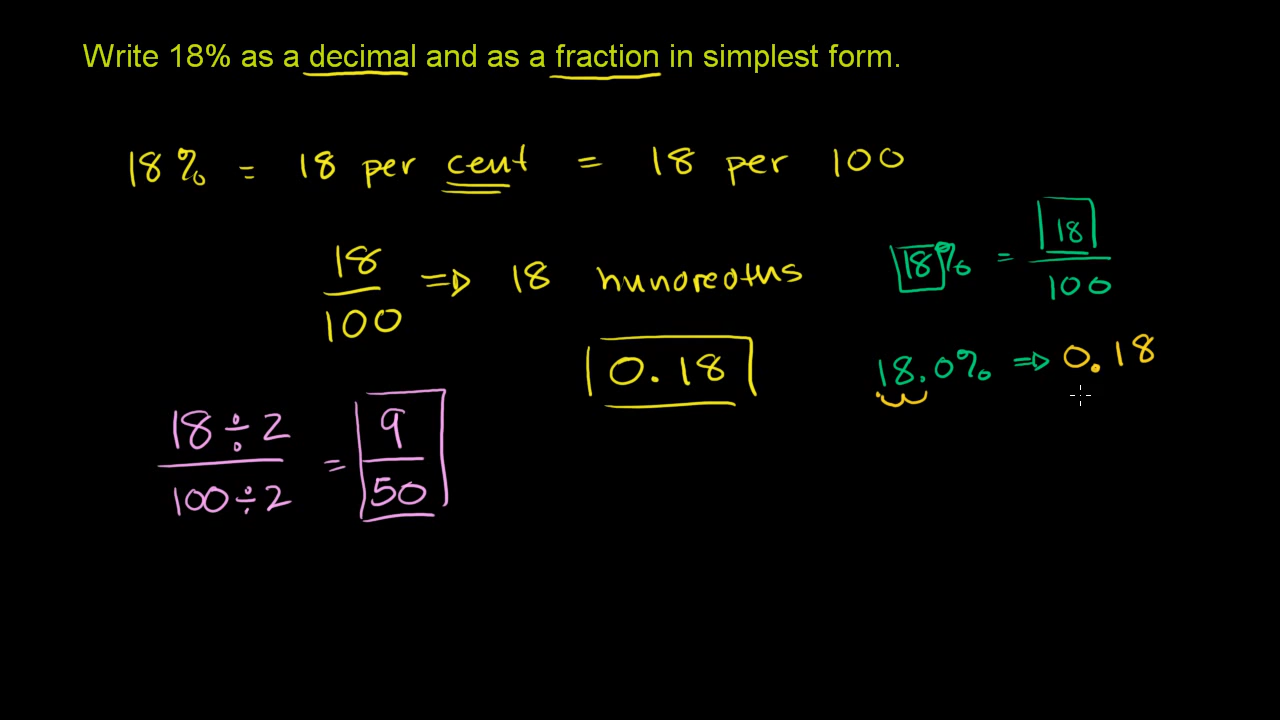 Write 18% as a decimal and as a fraction in simplest form.
18% = 18 per cent = 18 per 100
18/100 ⇒ 18 hundredths
0.18
18 ÷ 2 / 100 ÷ 2 = 9/50
18% = 18/100
18.0% ⇒ 0.18